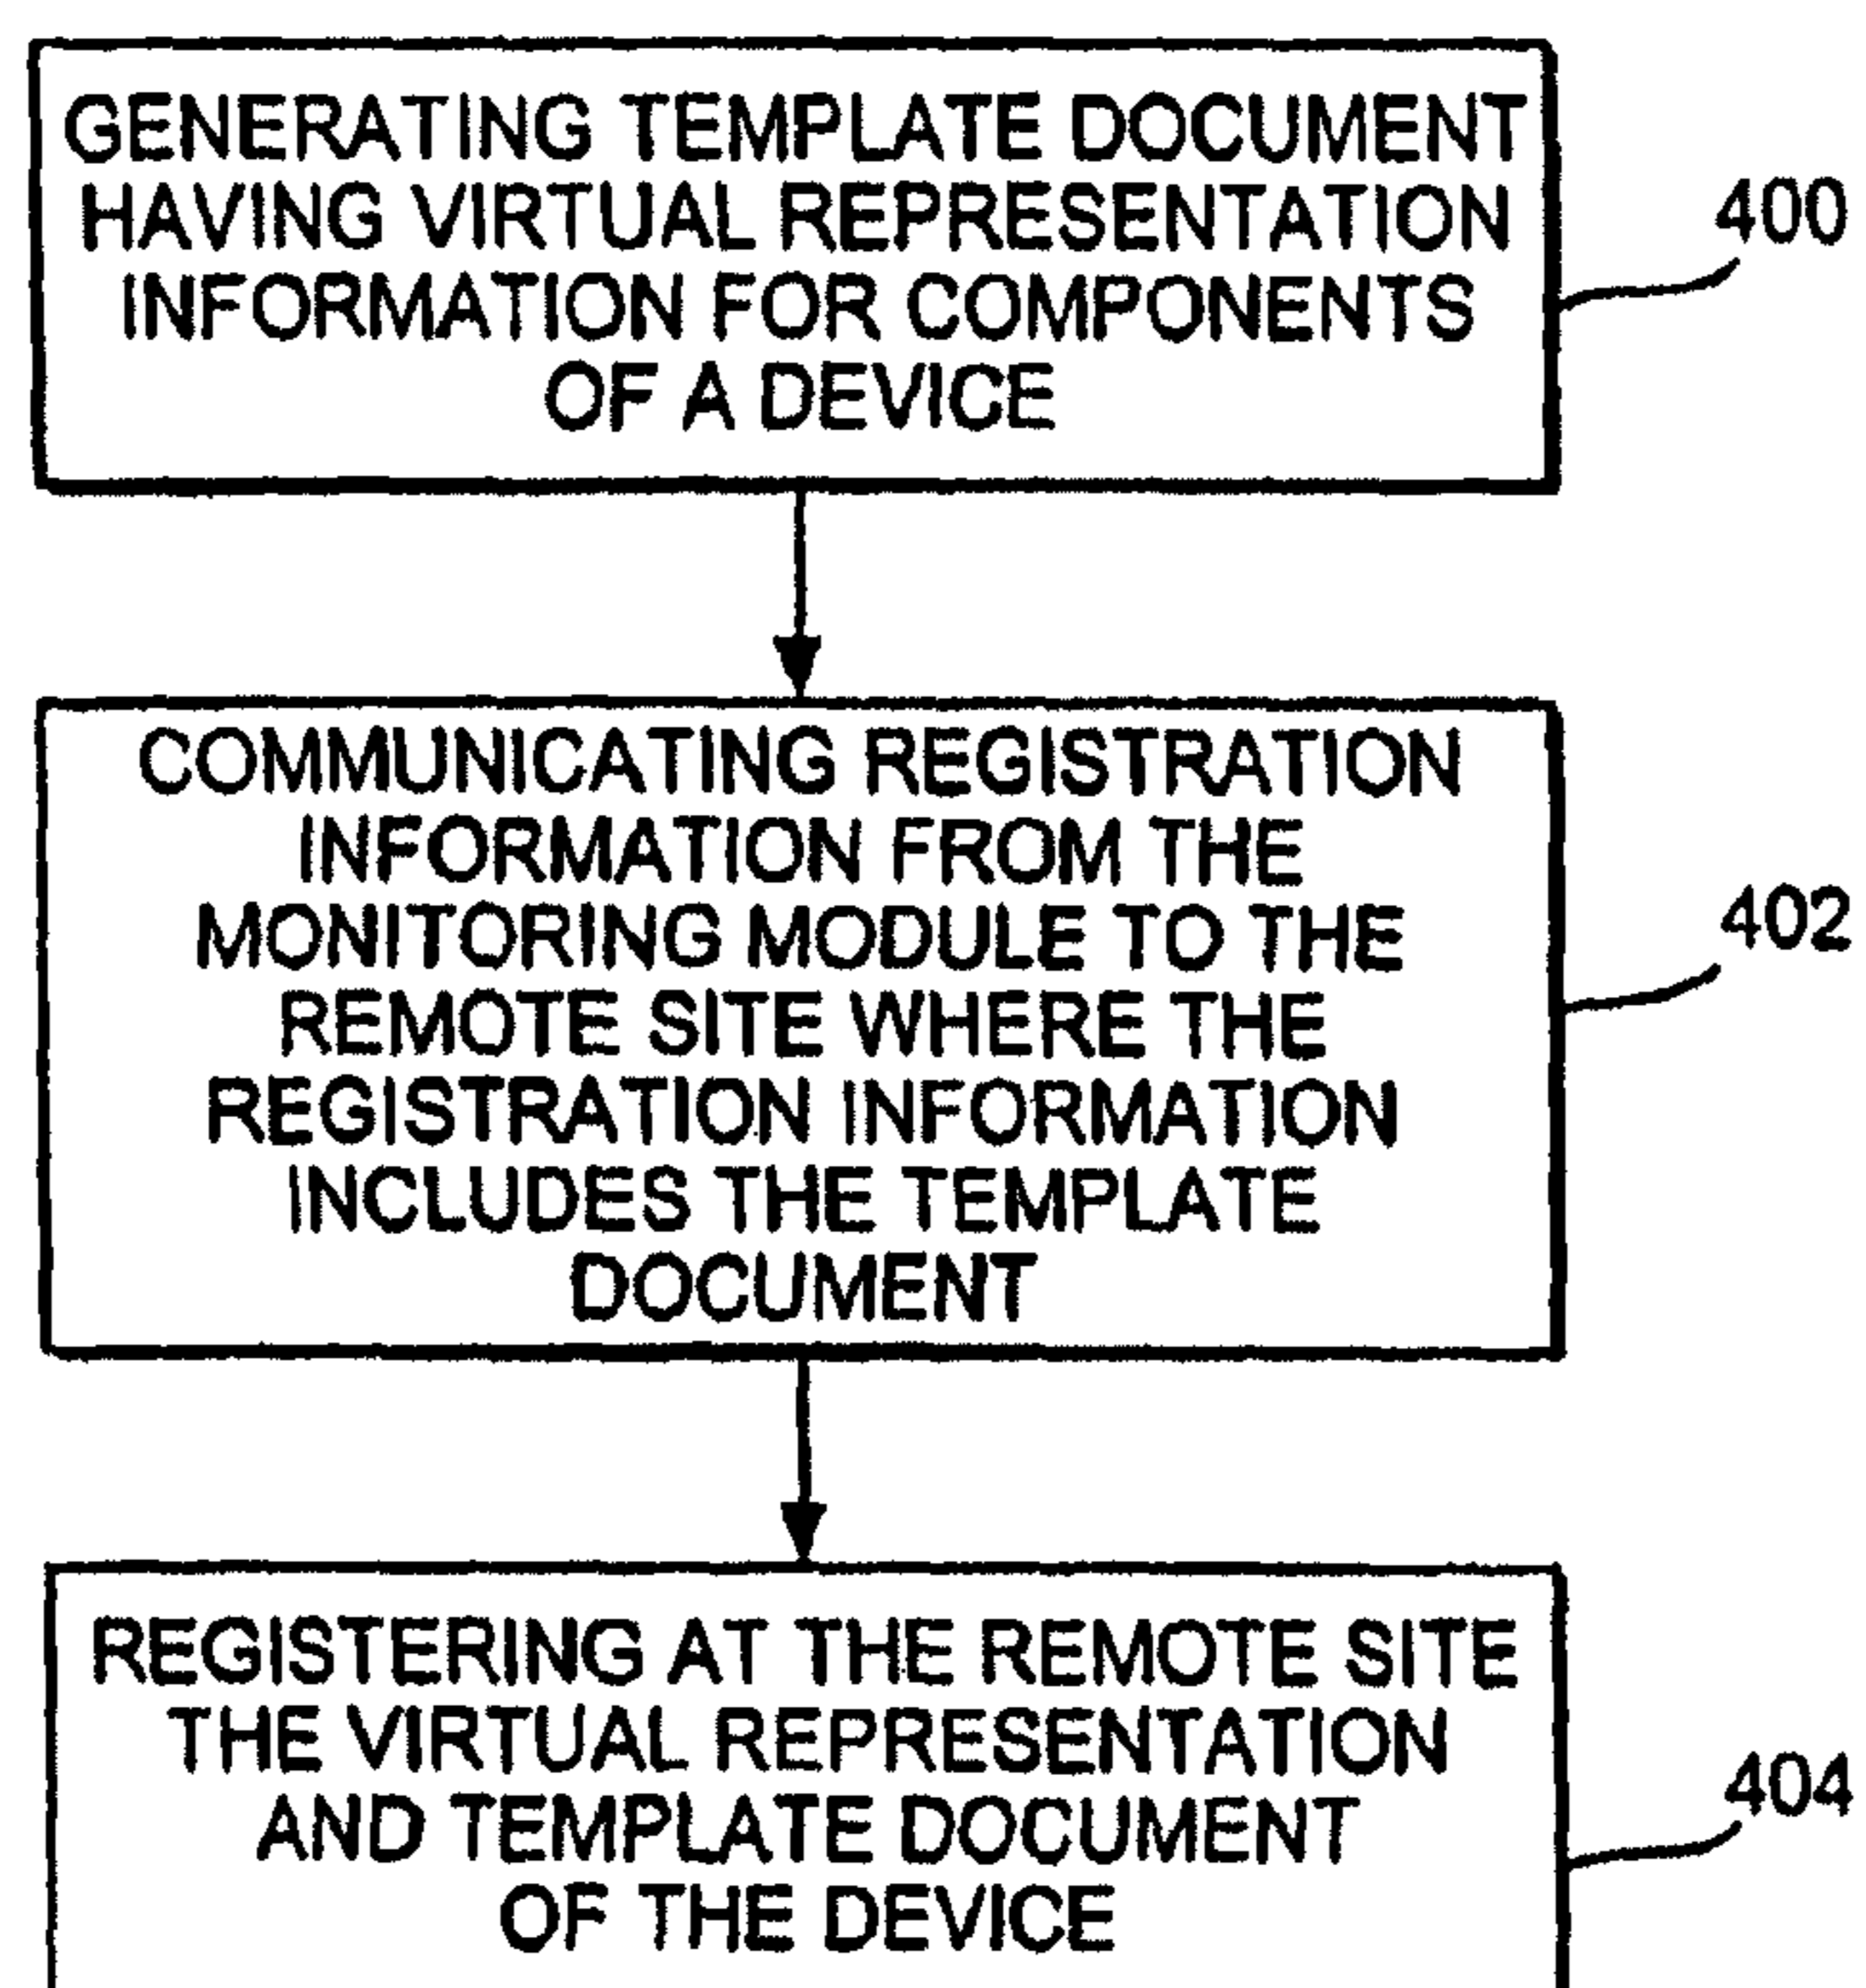 GENERATING TEMPLATE DOCUMENT
HAVING VIRTUAL REPRESENTATION
INFORMATION FOR COMPONENTS
OF A DEVICE
400
COMMUNICATING REGISTRATION
INFORMATION FROM THE
MONITORING MODULE TO THE
REMOTE SITE WHERE THE
REGISTRATION INFORMATION
INCLUDES THE TEMPLATE
DOCUMENT
402
REGISTERING AT THE REMOTE SITE
THE VIRTUAL REPRESENTATION
AND TEMPLATE DOCUMENT
OF THE DEVICE
404